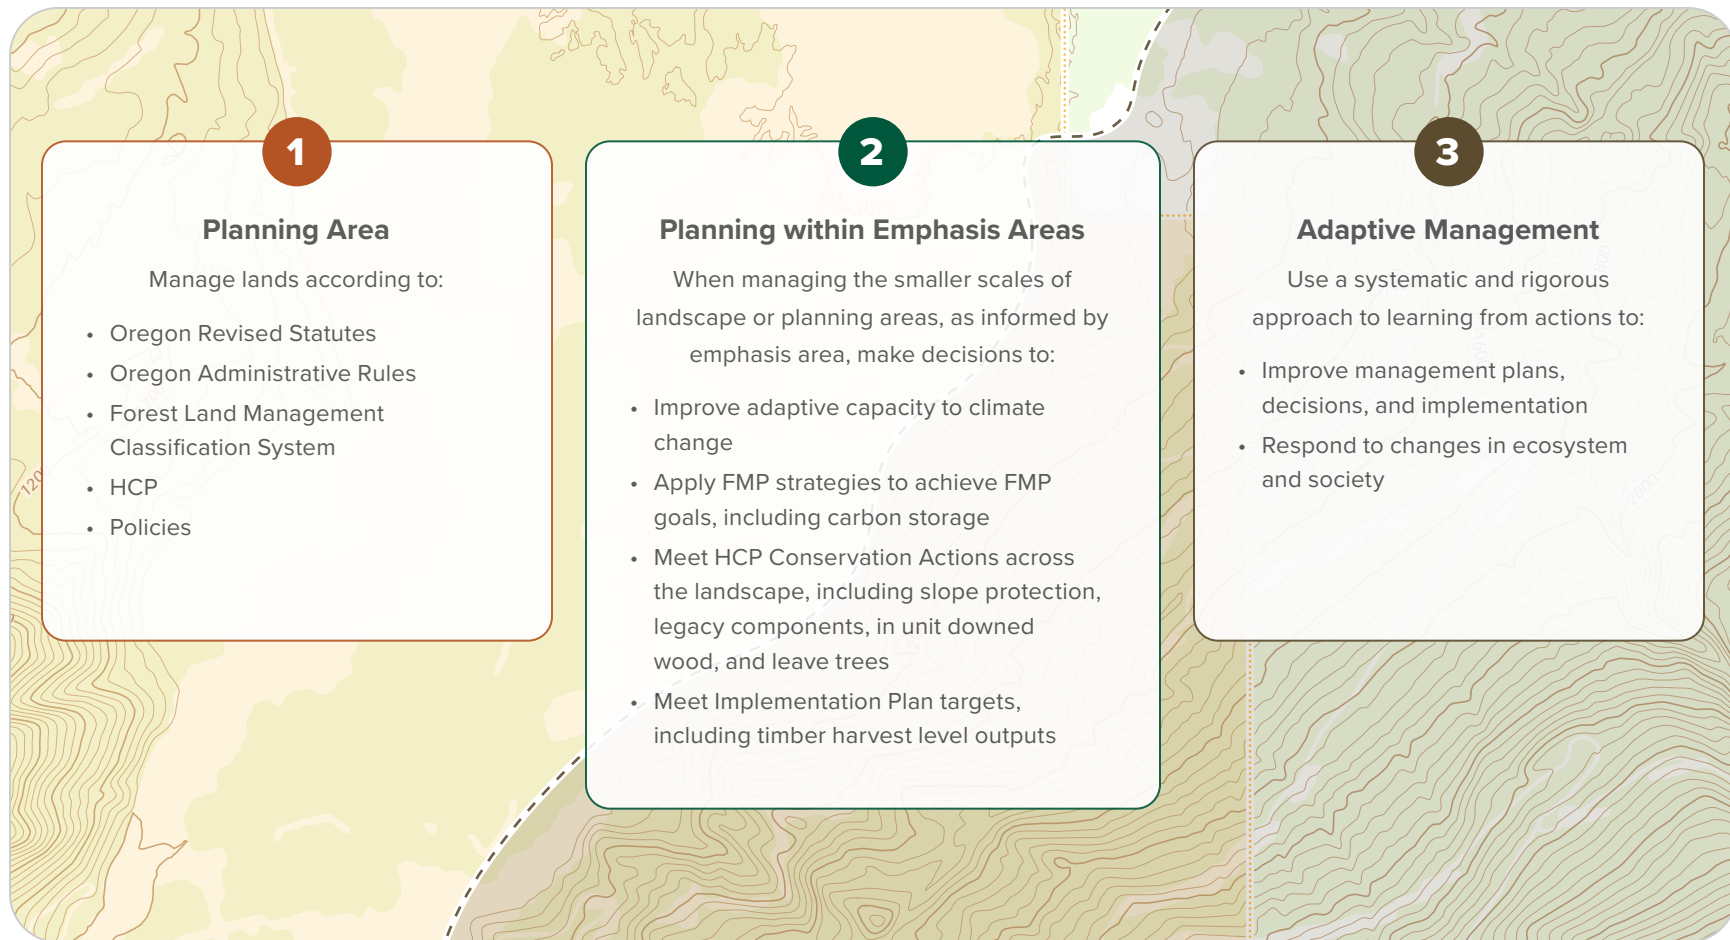 1
Planning Area
Manage lands according to:
• Oregon Revised Statutes
• Oregon Administrative Rules
• Forest Land Management
Classification System
• HCP
• Policies
2
Planning within Emphasis Areas
When managing the smaller scales of
landscape or planning areas, as informed by
emphasis area, make decisions to:
• Improve adaptive capacity to climate
change
• Apply FMP strategies to achieve FMP
goals, including carbon storage
• Meet HCP Conservation Actions across
the landscape, including slope protection,
legacy components, in unit downed
wood, and leave trees
• Meet Implementation Plan targets,
including timber harvest level outputs
3
Adaptive Management
Use a systematic and rigorous
approach to learning from actions to:
• Improve management plans,
decisions, and implementation
• Respond to changes in ecosystem
and society